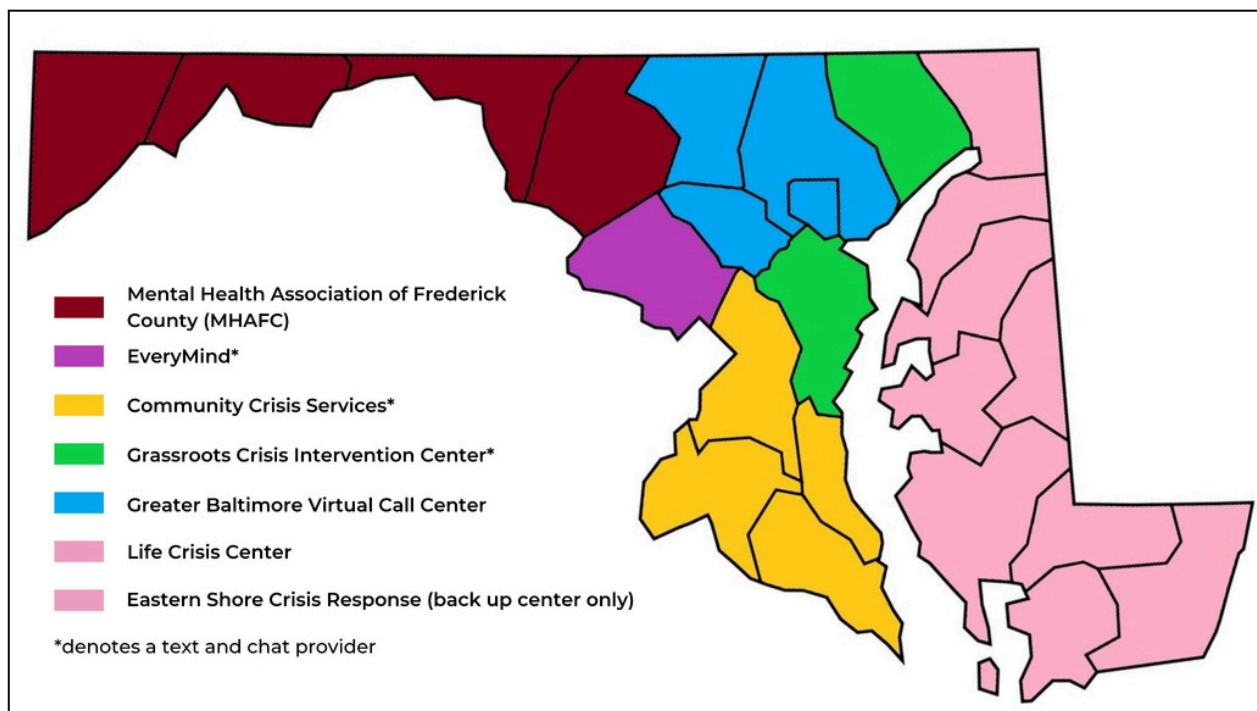 Mental Health Association of Frederick
County (MHAFC)
EveryMind*
Community Crisis Services*
Grassroots Crisis Intervention Center*
Greater Baltimore Virtual Call Center
Life Crisis Center
Eastern Shore Crisis Response (back up center only)
*denotes a text and chat provider